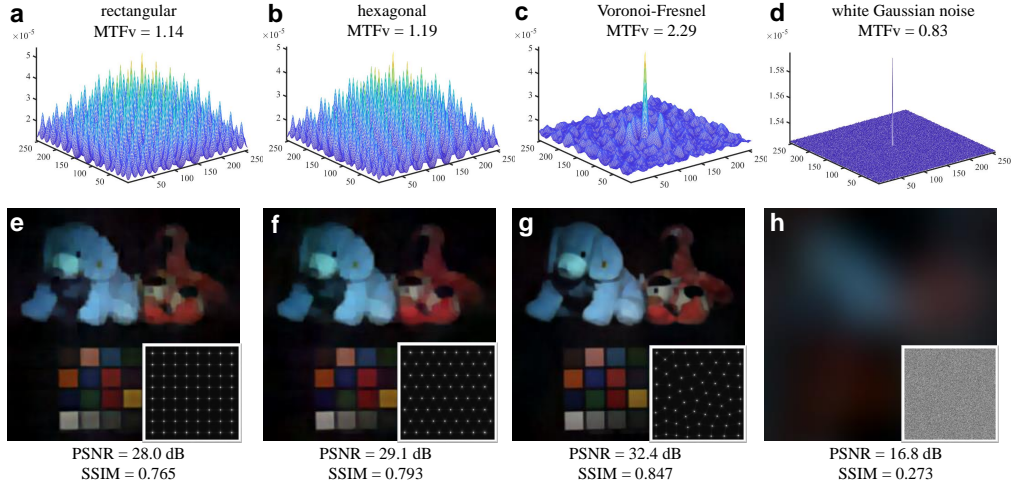 a rectangular
MTFv = 1.14
×10⁻⁵
5
4
3
2
250
200
150
100
50
50
100
150
200
250
b hexagonal
MTFv = 1.19
×10⁻⁵
5
4
3
2
250
200
150
100
50
50
100
150
200
250
c Voronoi-Fresnel
MTFv = 2.29
×10⁻⁵
5
4
3
2
250
200
150
100
50
50
100
150
200
250
d white Gaussian noise
MTFv = 0.83
×10⁻⁵
1.58
1.56
1.54
250
200
150
100
50
50
100
150
200
250
e
PSNR = 28.0 dB
SSIM = 0.765
f
PSNR = 29.1 dB
SSIM = 0.793
g
PSNR = 32.4 dB
SSIM = 0.847
h
PSNR = 16.8 dB
SSIM = 0.273